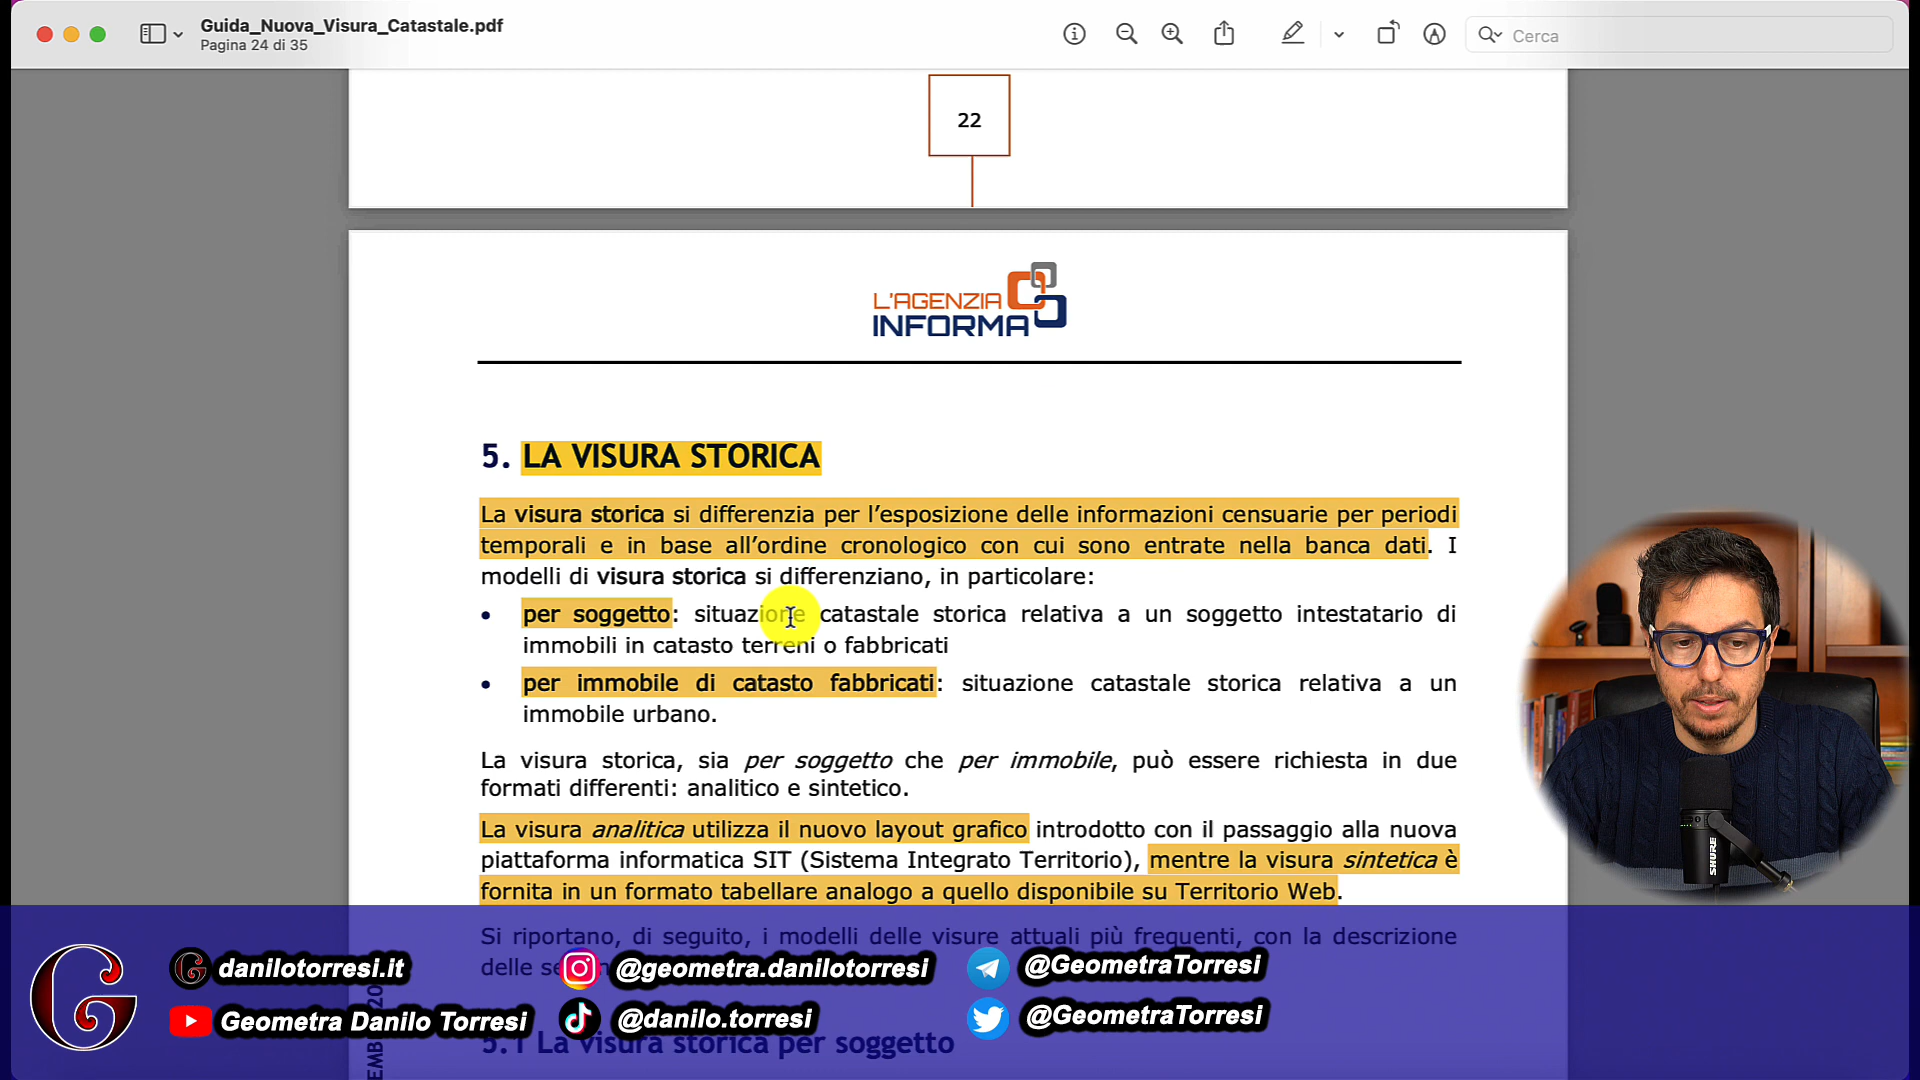 Guida_Nuova_Visura_Catastale.pdf
Pagina 24 di 35
Cerca
22
L'AGENZIA
INFORMA
5. LA VISURA STORICA
La visura storica si differenzia per l'esposizione delle informazioni censuarie per periodi
temporali e in base all'ordine cronologico con cui sono entrate nella banca dati. I
modelli di visura storica si differenziano, in particolare:
• per soggetto: situazione catastale storica relativa a un soggetto intestatario di
immobili in catasto terreni o fabbricati
• per immobile di catasto fabbricati: situazione catastale storica relativa a un
immobile urbano.
La visura storica, sia per soggetto che per immobile, può essere richiesta in due
formati differenti: analitico e sintetico.
La visura analitica utilizza il nuovo layout grafico introdotto con il passaggio alla nuova
piattaforma informatica SIT (Sistema Integrato Territorio), mentre la visura sintetica è
fornita in un formato tabellare analogo a quello disponibile su Territorio Web.
Si riportano, di seguito, i modelli delle visure attuali più frequenti, con la descrizione
delle
5.1 La visura storica per soggetto
danilotorresi.it
@geometra.danilotorresi
@GeometraTorresi
Geometra Danilo Torresi
@danilo.torresi
@GeometraTorresi
SHURE